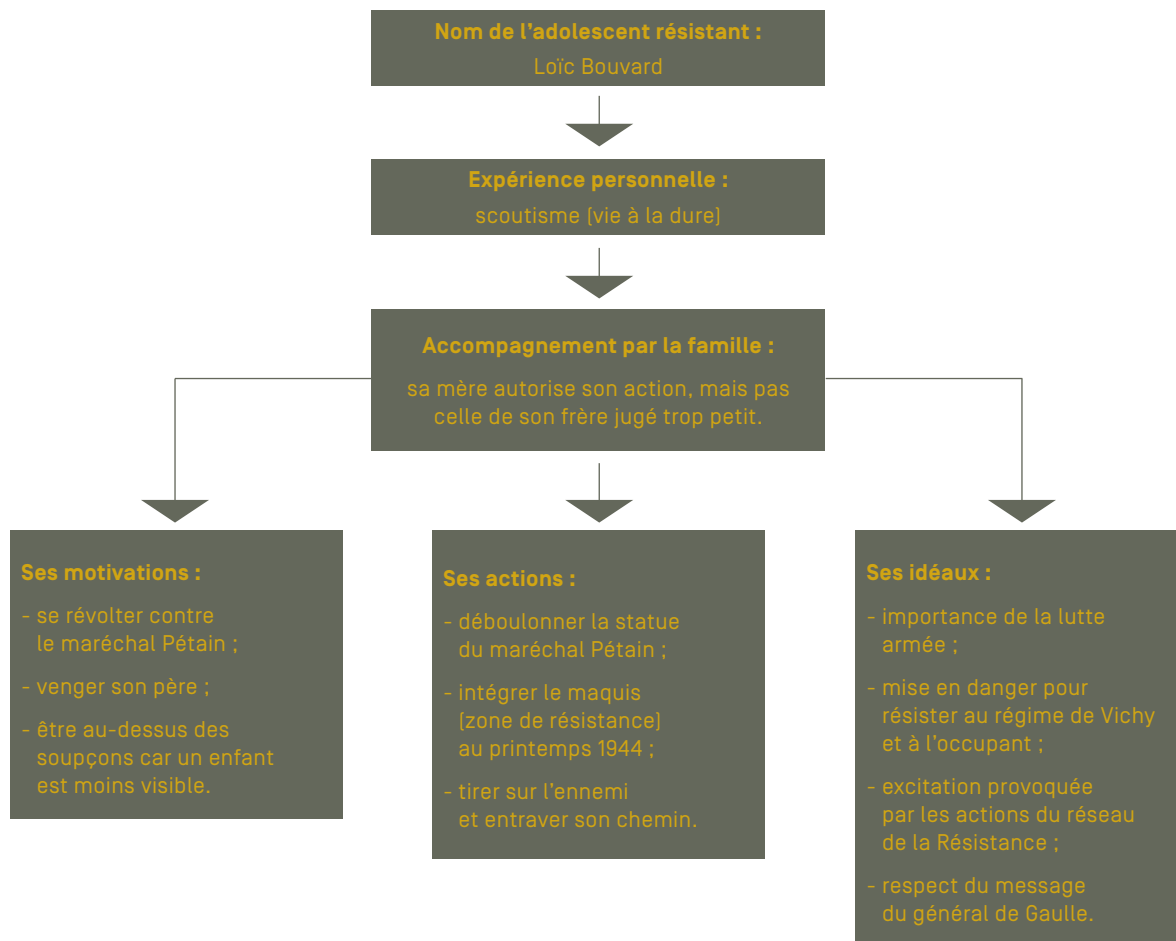 Nom de l'adolescent résistant :
Loïc Bouvard
Expérience personnelle :
scoutisme (vie à la dure)
Accompagnement par la famille :
sa mère autorise son action, mais pas
celle de son frère jugé trop petit.
Ses motivations :
- se révolter contre
le maréchal Pétain ;
- venger son père ;
- être au-dessus des
soupçons car un enfant
est moins visible.
Ses actions :
- déboulonner la statue
du maréchal Pétain ;
- intégrer le maquis
(zone de résistance)
au printemps 1944 ;
- tirer sur l'ennemi
et entraver son chemin.
Ses idéaux :
- importance de la lutte
armée ;
- mise en danger pour
résister au régime de Vichy
et à l'occupant ;
- excitation provoquée
par les actions du réseau
de la Résistance ;
- respect du message
du général de Gaulle.